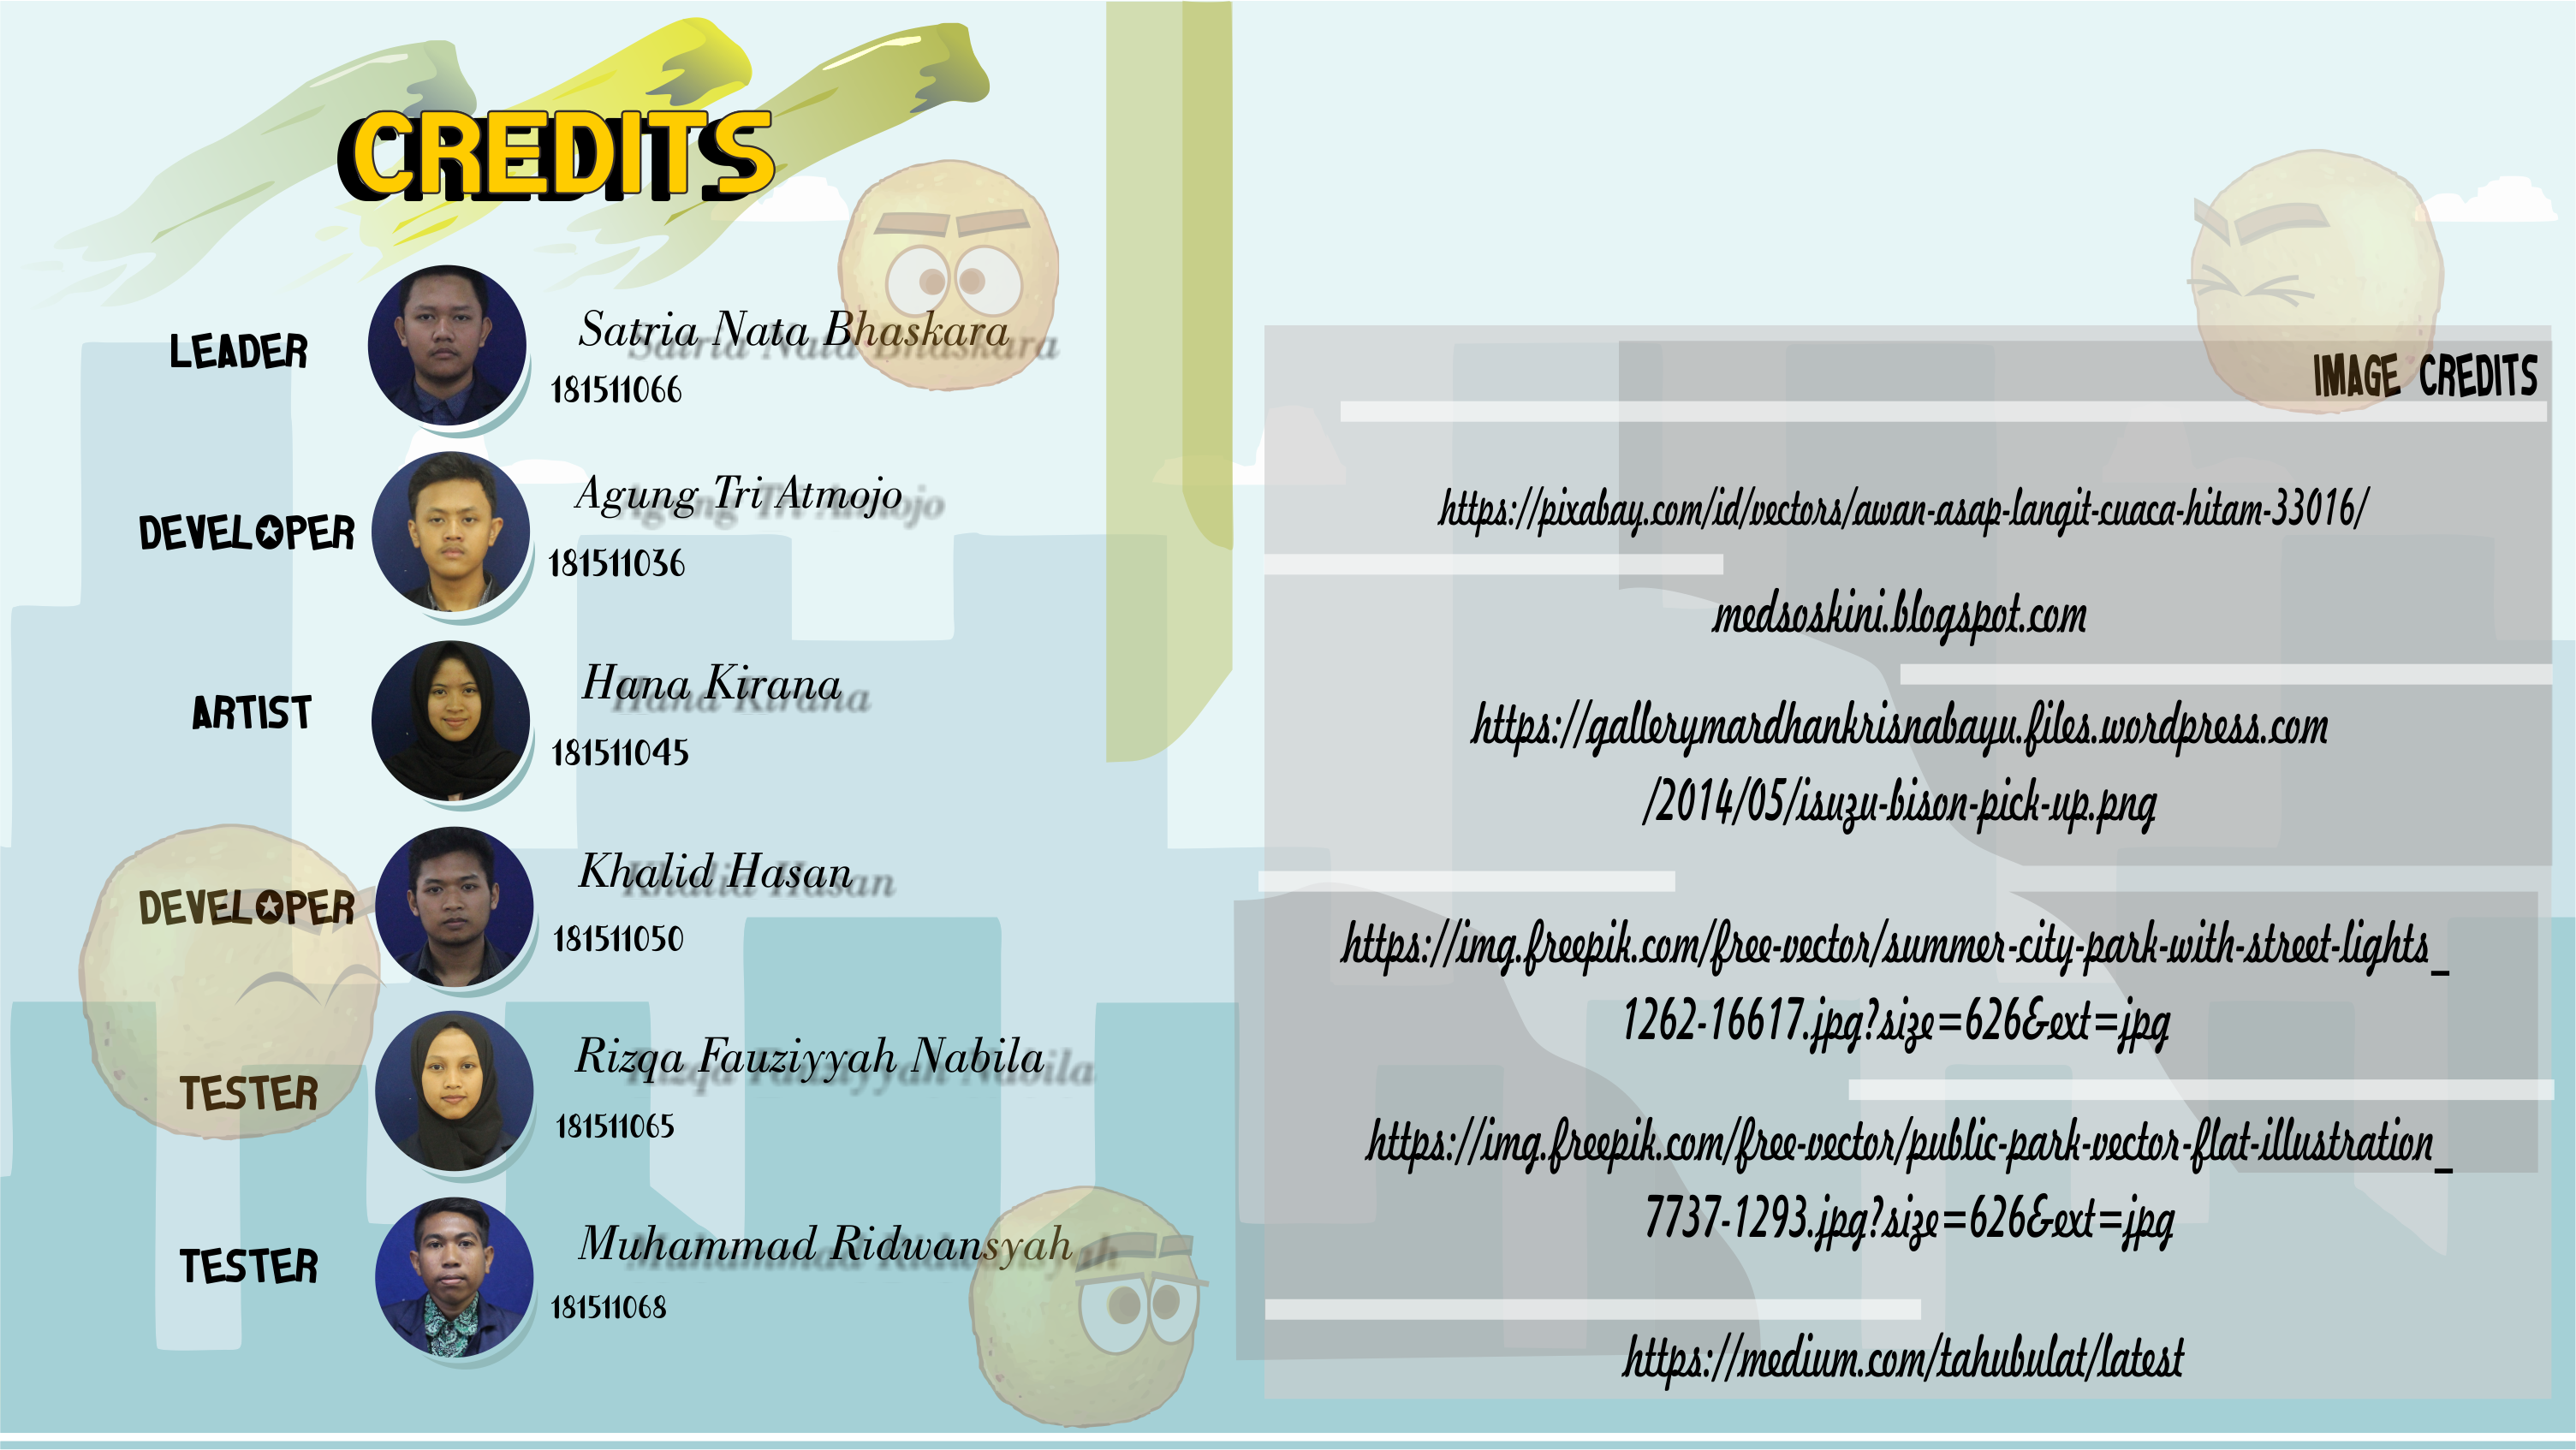 CREDITS
LEADER
Satria Nata Bhaskara
181511066
DEVELOPER
Agung Tri Atmojo
181511036
ARTIST
Hana Kirana
181511045
DEVELOPER
Khalid Hasan
181511050
TESTER
Rizqa Fauziyyah Nabila
181511065
TESTER
Muhammad Ridwansyah
181511068
IMAGE CREDITS
https://pixabay.com/id/vectors/awan-asap-langit-cuaca-hitam-33016/
medsoskini.blogspot.com
https://gallerymardhankrisnabayu.files.wordpress.com
/2014/05/isuzu-bison-pick-up.png
https://img.freepik.com/free-vector/summer-city-park-with-street-lights_
1262-16617.jpg?size=626&ext=jpg
https://img.freepik.com/free-vector/public-park-vector-flat-illustration_
7737-1293.jpg?size=626&ext=jpg
https://medium.com/tahubulat/latest